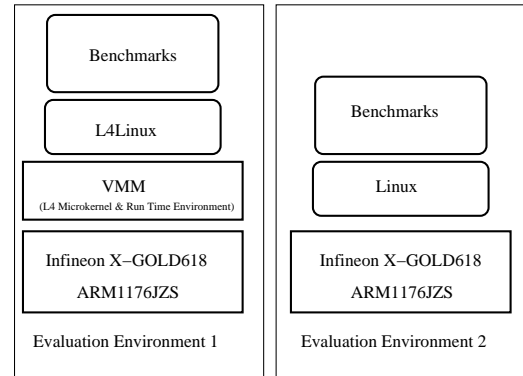 Benchmarks
L4Linux
VMM
(L4 Microkernel & Run Time Environment)
Infineon X−GOLD618
ARM1176JZS
Evaluation Environment 1
Benchmarks
Linux
Infineon X−GOLD618
ARM1176JZS
Evaluation Environment 2